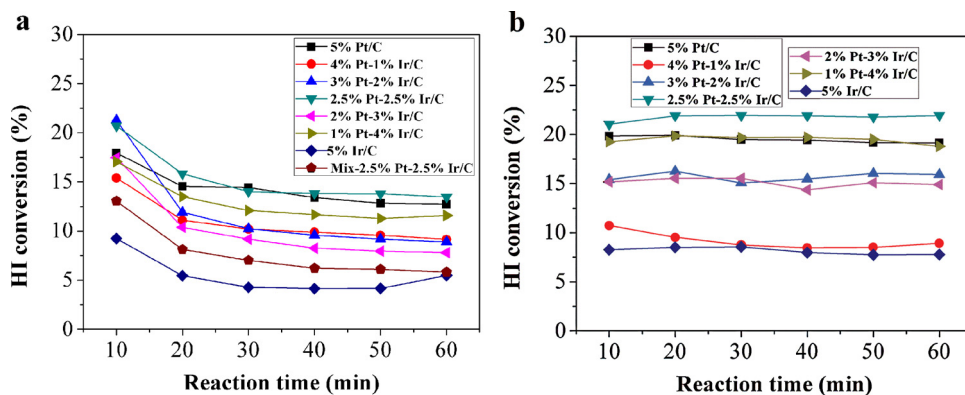 a
HI conversion (%)
30
25
20
15
10
5
0
5% Pt/C
4% Pt-1% Ir/C
3% Pt-2% Ir/C
2.5% Pt-2.5% Ir/C
2% Pt-3% Ir/C
1% Pt-4% Ir/C
5% Ir/C
Mix-2.5% Pt-2.5% Ir/C
10 20 30 40 50 60
Reaction time (min)
b
HI conversion (%)
30
25
20
15
10
5
0
5% Pt/C
4% Pt-1% Ir/C
3% Pt-2% Ir/C
2.5% Pt-2.5% Ir/C
2% Pt-3% Ir/C
1% Pt-4% Ir/C
5% Ir/C
10 20 30 40 50 60
Reaction time (min)